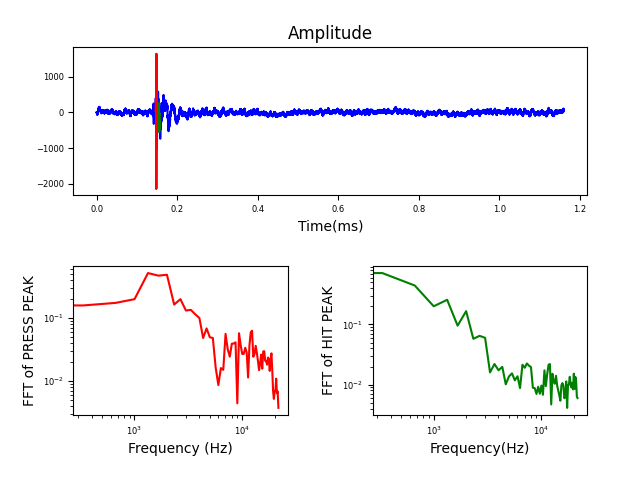 Amplitude
1000
0
−1000
−2000
0.0 0.2 0.4 0.6 0.8 1.0 1.2
Time(ms)
FFT of PRESS PEAK
10⁻¹
10⁻²
10³ 10⁴
Frequency (Hz)
FFT of HIT PEAK
10⁻¹
10⁻²
10³ 10⁴
Frequency(Hz)